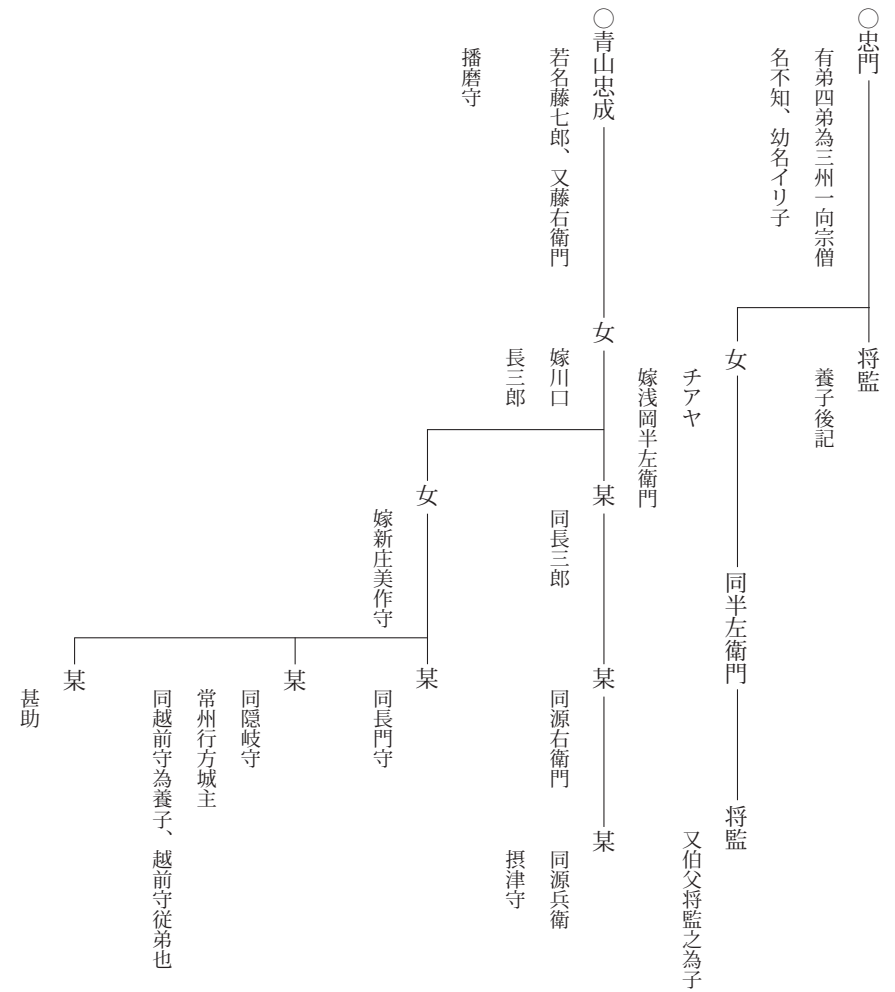 ○忠門
有弟四弟為三州一向宗僧
名不知、幼名イリ子
将監
養子後記
女
チアヤ
嫁浅岡半左衛門
同半左衛門
将監
又伯父将監之為子
○青山忠成
若名藤七郎、又藤右衛門
播磨守
女
嫁川口
長三郎
某
同長三郎
某
同源右衛門
某
同源兵衛
摂津守
女
嫁新庄美作守
某
同長門守
某
同隠岐守
常州行方城主
同越前守為養子、越前守従弟也
某
甚助